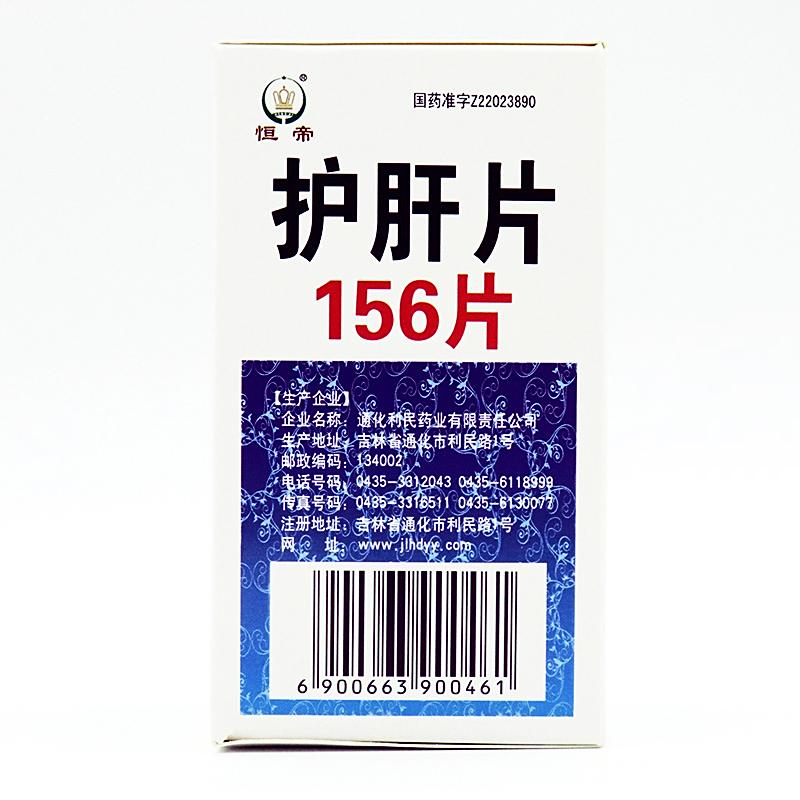 国药准字Z22023890
恒帝
护肝片
156片
【生产企业】
企业名称：通化利民药业有限责任公司
生产地址：吉林省通化市利民路1号
邮政编码：134002
电话号码：0435-3312043 0435-6118999
传真号码：0435-3316511 0435-6130077
注册地址：吉林省通化市利民路1号
网 址：www.jlhdyy.com
6 900663 900461